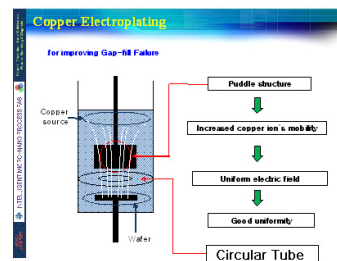 Copper Electroplating
for improving Gap-fill Failure
Copper
source
Wafer
Puddle structure
Increased copper ion's mobility
Uniform electric field
Good uniformity
Circular Tube
INTELLIGENT MICRO-NANO PROCESS FAB